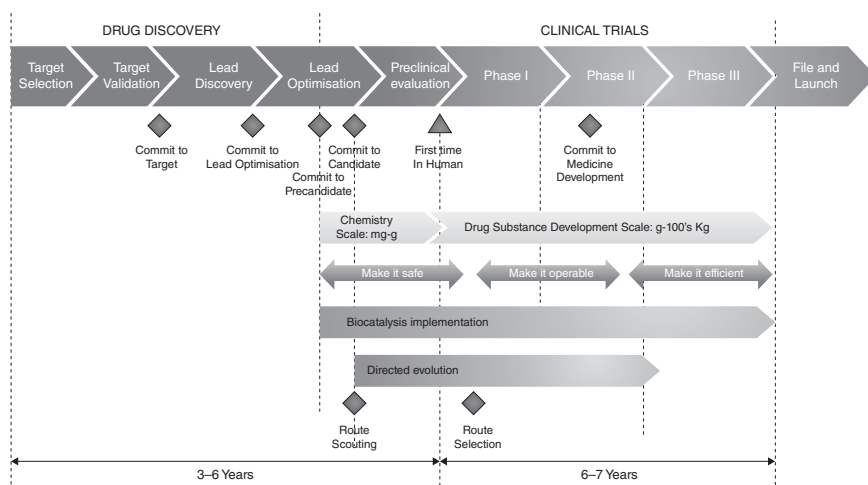 DRUG DISCOVERY
CLINICAL TRIALS
Target
Selection
Target
Validation
Lead
Discovery
Lead
Optimisation
Preclinical
evaluation
Phase I
Phase II
Phase III
File and
Launch
Commit to
Target
Commit to
Lead Optimisation
Commit to
Precandidate
Commit to
Candidate
First time
In Human
Commit to
Medicine
Development
Chemistry
Scale: mg-g
Drug Substance Development Scale: g-100's Kg
Make it safe
Make it operable
Make it efficient
Biocatalysis implementation
Directed evolution
Route
Scouting
Route
Selection
3–6 Years
6–7 Years